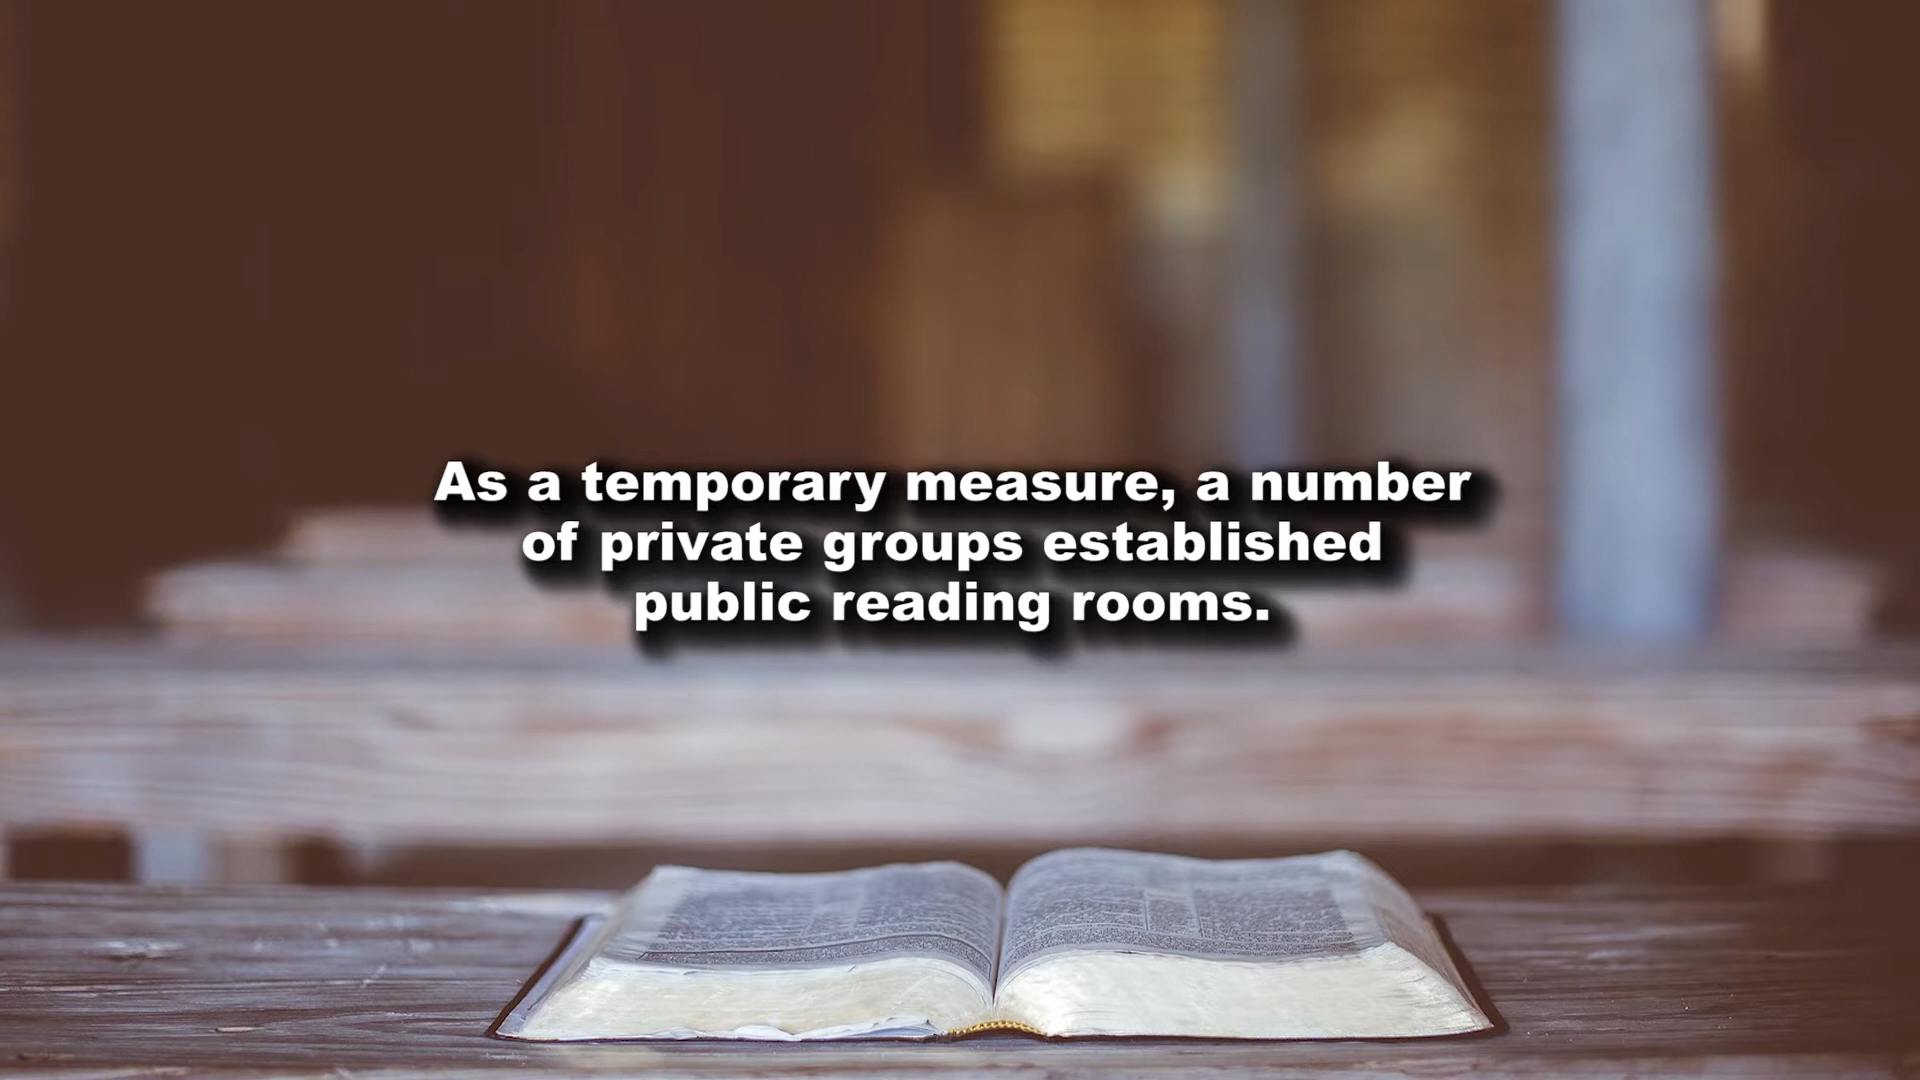 As a temporary measure, a number
of private groups established
public reading rooms.